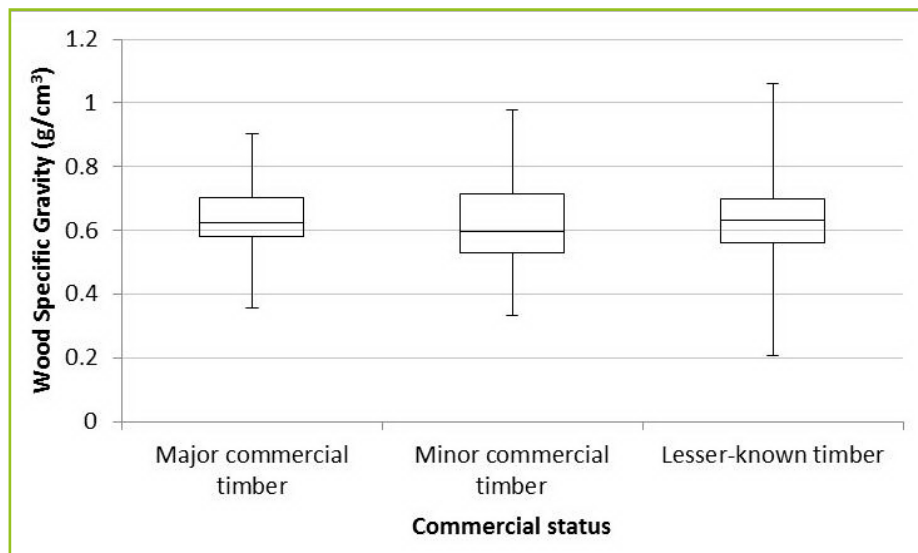 1.2
1
0.8
0.6
0.4
0.2
0
Wood Specific Gravity (g/cm³)
Major commercial
timber
Minor commercial
timber
Lesser-known timber
Commercial status